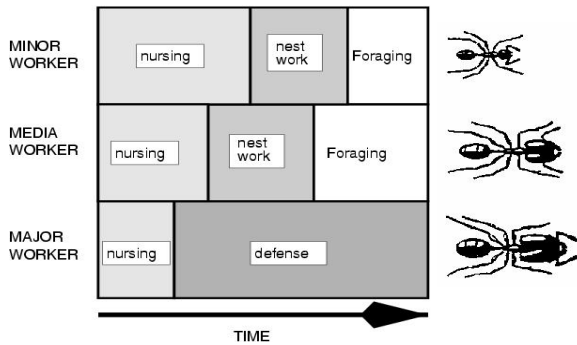 MINOR
WORKER
nursing
nest
work
Foraging
MEDIA
WORKER
nursing
nest
work
Foraging
MAJOR
WORKER
nursing
defense
TIME